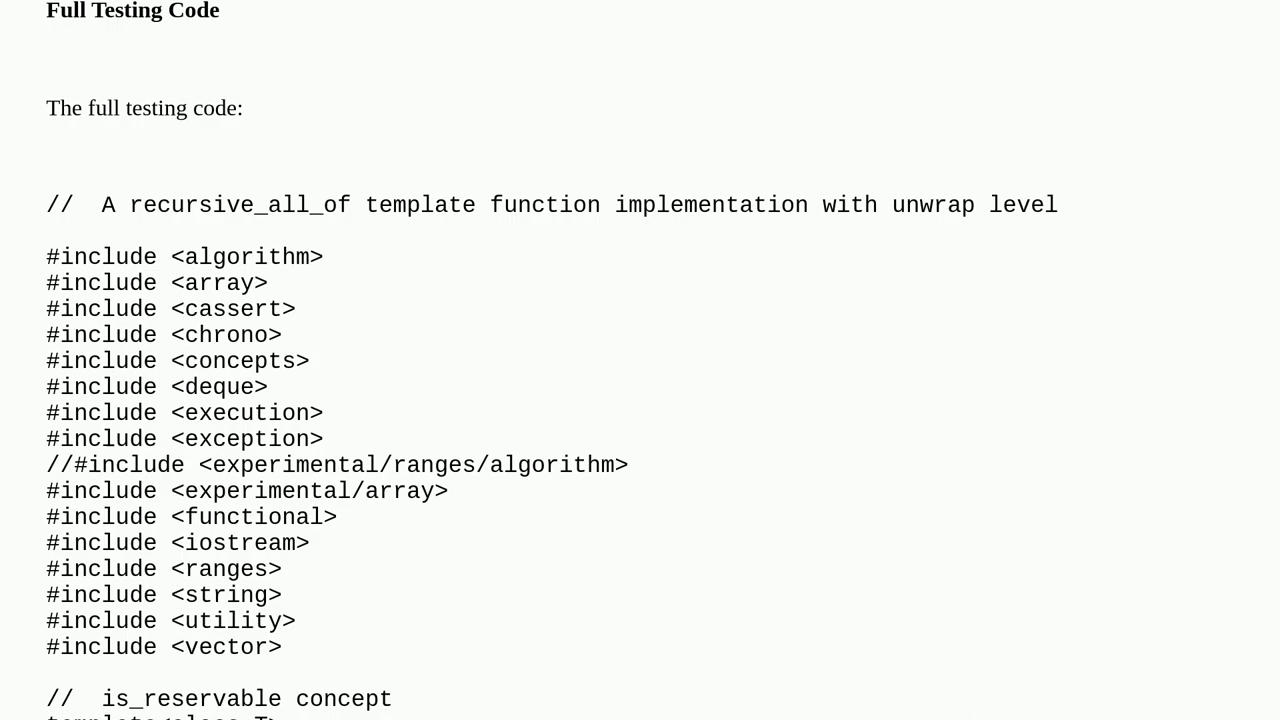 Full Testing Code
The full testing code:
//  A recursive_all_of template function implementation with unwrap level
#include <algorithm>
#include <array>
#include <cassert>
#include <chrono>
#include <concepts>
#include <deque>
#include <execution>
#include <exception>
//#include <experimental/ranges/algorithm>
#include <experimental/array>
#include <functional>
#include <iostream>
#include <ranges>
#include <string>
#include <utility>
#include <vector>
//  is_reservable concept
template<class T>